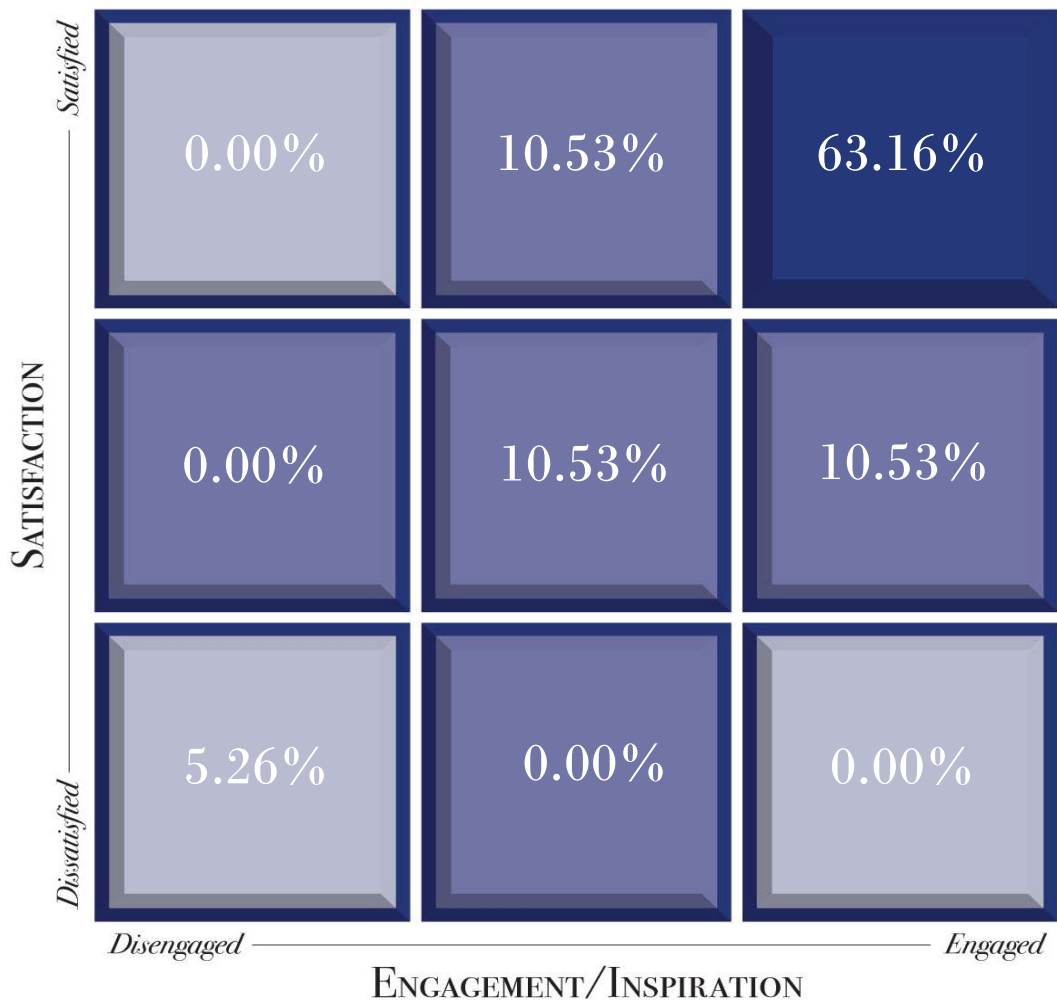 Satisfied
0.00%
10.53%
63.16%
SATISFACTION
0.00%
10.53%
10.53%
Dissatisfied
5.26%
0.00%
0.00%
Disengaged
Engaged
ENGAGEMENT/INSPIRATION